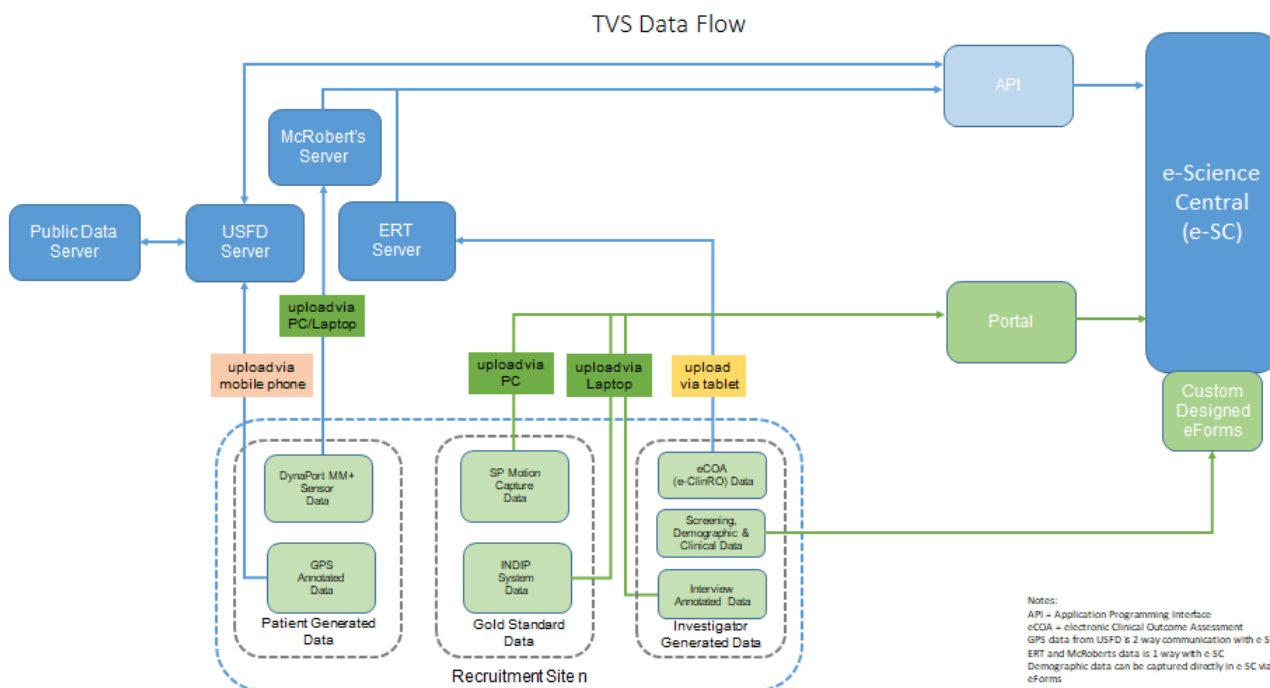 TVS Data Flow
API
McRobert's
Server
e-Science
Central
(e-SC)
Public Data
Server
USFD
Server
ERT
Server
upload via
PC/Laptop
Portal
upload via
mobile phone
upload via
PC
upload via
Laptop
upload
via tablet
Custom
Designed
eForms
DynaPort MM+
Sensor
Data
SP Motion
Capture
Data
eCOA
(e-ClinRO) Data
Screening,
Demographic &
Clinical Data
GPS
Annotated
Data
INDIP
System
Data
Interview
Annotated Data
Patient Generated
Data
Gold Standard
Data
Investigator
Generated Data
Recruitment Site n
Notes:
API = Application Programming Interface
eCOA = electronic Clinical Outcome Assessment
GPS data from USFD is 2-way communication with e S
ERT and McRoberts data is 1-way with e SC
Demographic data can be captured directly in e-SC via
eForms